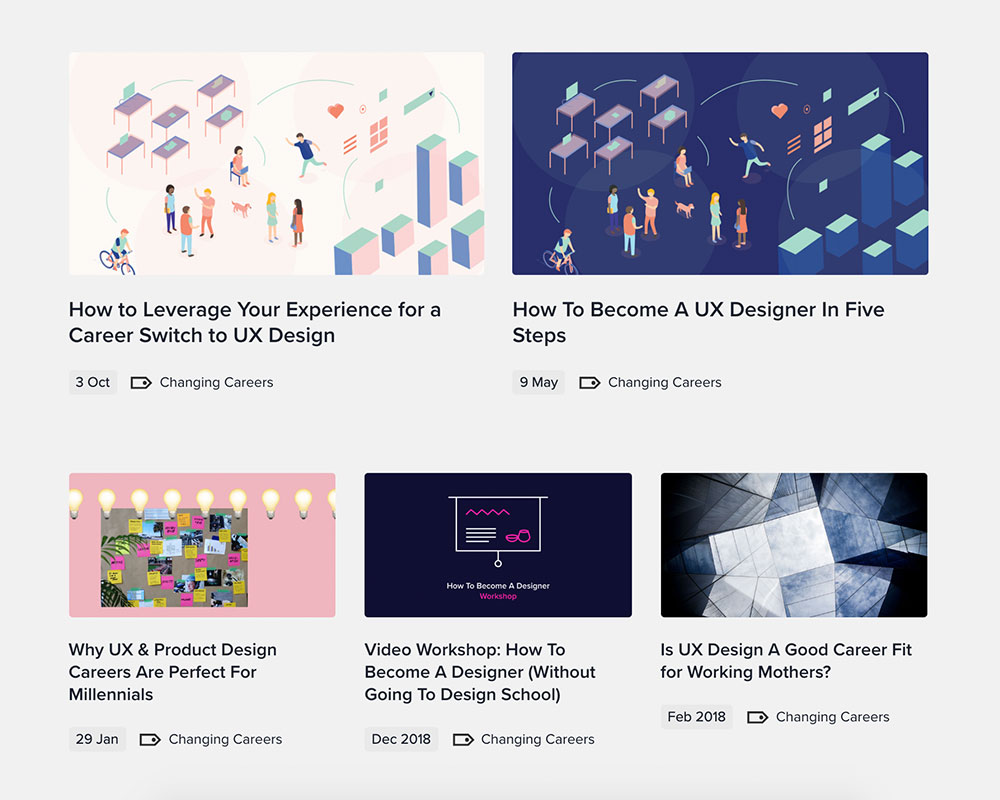 How to Leverage Your Experience for a
Career Switch to UX Design
3 Oct Changing Careers
How To Become A UX Designer In Five
Steps
9 May Changing Careers
Why UX & Product Design
Careers Are Perfect For
Millennials
29 Jan Changing Careers
How To Become A Designer
Workshop
Video Workshop: How To
Become A Designer (Without
Going To Design School)
Dec 2018 Changing Careers
Is UX Design A Good Career Fit
for Working Mothers?
Feb 2018 Changing Careers